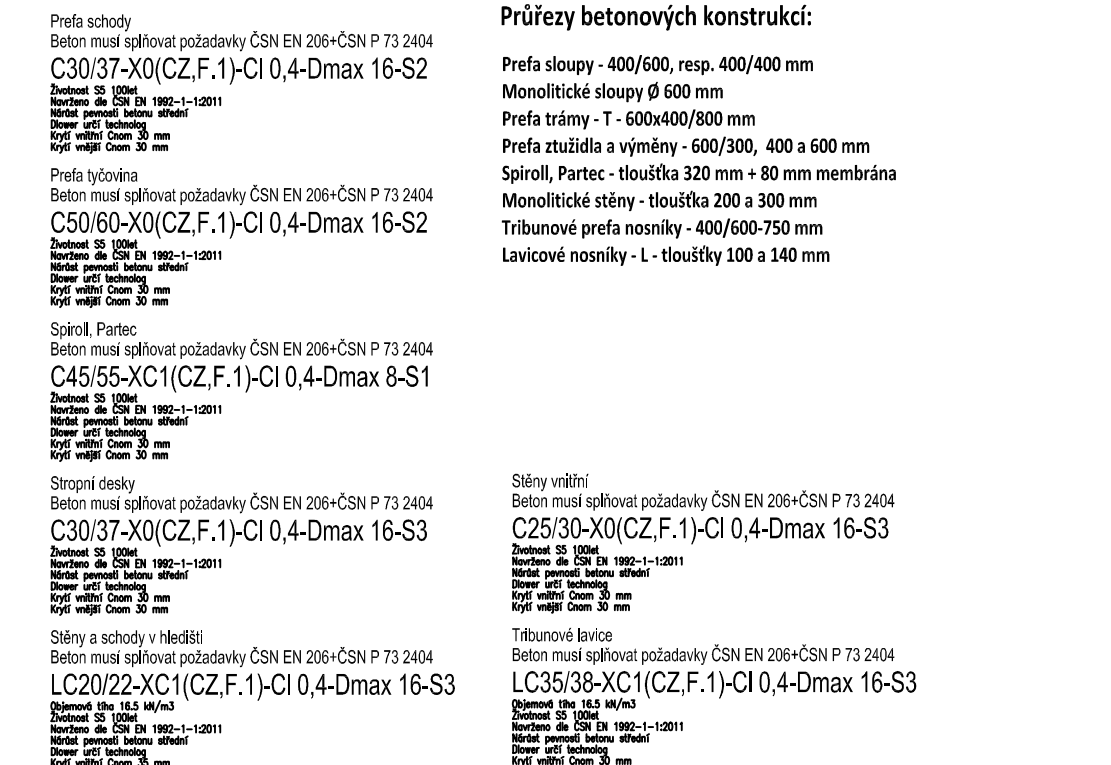 Prefa schody
Beton musí splňovat požadavky ČSN EN 206+ČSN P 73 2404
C30/37-X0(CZ,F.1)-Cl 0,4-Dmax 16-S2
Životnost S5 100let
Navrženo dle ČSN EN 1992-1-1:2011
Nárůst pevnosti betonu střední
Dlower určí technolog
Krytí vnitřní Cnom 30 mm
Krytí vnější Cnom 30 mm
Prefa tyčovina
Beton musí splňovat požadavky ČSN EN 206+ČSN P 73 2404
C50/60-X0(CZ,F.1)-Cl 0,4-Dmax 16-S2
Životnost S5 100let
Navrženo dle ČSN EN 1992-1-1:2011
Nárůst pevnosti betonu střední
Dlower určí technolog
Krytí vnitřní Cnom 30 mm
Krytí vnější Cnom 30 mm
Spiroll, Partec
Beton musí splňovat požadavky ČSN EN 206+ČSN P 73 2404
C45/55-XC1(CZ,F.1)-Cl 0,4-Dmax 8-S1
Životnost S5 100let
Navrženo dle ČSN EN 1992-1-1:2011
Nárůst pevnosti betonu střední
Dlower určí technolog
Krytí vnitřní Cnom 30 mm
Krytí vnější Cnom 30 mm
Stropní desky
Beton musí splňovat požadavky ČSN EN 206+ČSN P 73 2404
C30/37-X0(CZ,F.1)-Cl 0,4-Dmax 16-S3
Životnost S5 100let
Navrženo dle ČSN EN 1992-1-1:2011
Nárůst pevnosti betonu střední
Dlower určí technolog
Krytí vnitřní Cnom 30 mm
Krytí vnější Cnom 30 mm
Stěny a schody v hledišti
Beton musí splňovat požadavky ČSN EN 206+ČSN P 73 2404
LC20/22-XC1(CZ,F.1)-Cl 0,4-Dmax 16-S3
Objemová tíha 16.5 kN/m3
Životnost S5 100let
Navrženo dle ČSN EN 1992-1-1:2011
Nárůst pevnosti betonu střední
Dlower určí technolog
Krytí vnitřní Cnom 35 mm
Průřezy betonových konstrukcí:
Prefa sloupy - 400/600, resp. 400/400 mm
Monolitické sloupy Ø 600 mm
Prefa trámy - T - 600x400/800 mm
Prefa ztužidla a výměny - 600/300, 400 a 600 mm
Spiroll, Partec - tloušťka 320 mm + 80 mm membrána
Monolitické stěny - tloušťka 200 a 300 mm
Tribunové prefa nosníky - 400/600-750 mm
Lavicové nosníky - L - tloušťky 100 a 140 mm
Stěny vnitřní
Beton musí splňovat požadavky ČSN EN 206+ČSN P 73 2404
C25/30-X0(CZ,F.1)-Cl 0,4-Dmax 16-S3
Životnost S5 100let
Navrženo dle ČSN EN 1992-1-1:2011
Nárůst pevnosti betonu střední
Dlower určí technolog
Krytí vnitřní Cnom 30 mm
Krytí vnější Cnom 30 mm
Tribunové lavice
Beton musí splňovat požadavky ČSN EN 206+ČSN P 73 2404
LC35/38-XC1(CZ,F.1)-Cl 0,4-Dmax 16-S3
Životnost S5 100let
Navrženo dle ČSN EN 1992-1-1:2011
Nárůst pevnosti betonu střední
Dlower určí technolog
Krytí vnitřní Cnom 30 mm